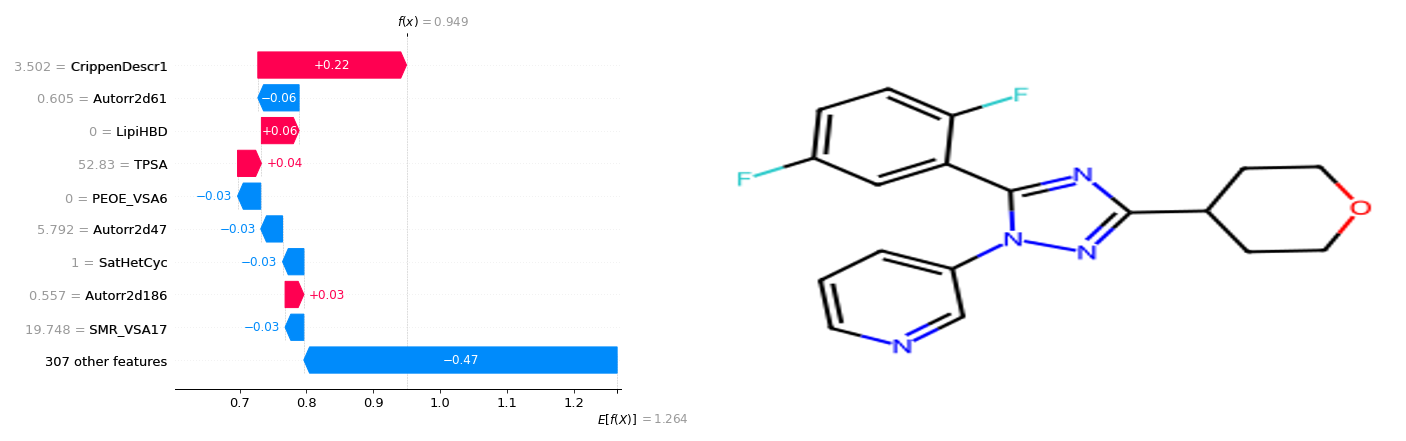 f(x) = 0.949
3.502 = CrippenDescr1
+0.22
0.605 = Autorr2d61
−0.06
0 = LipiHBD
+0.06
52.83 = TPSA
+0.04
0 = PEOE_VSA6
−0.03
5.792 = Autorr2d47
−0.03
1 = SatHetCyc
−0.03
0.557 = Autorr2d186
+0.03
19.748 = SMR_VSA17
−0.03
307 other features
−0.47
0.7 0.8 0.9 1.0 1.1 1.2
E[f(X)] = 1.264
F
F
N
N
N
O
N